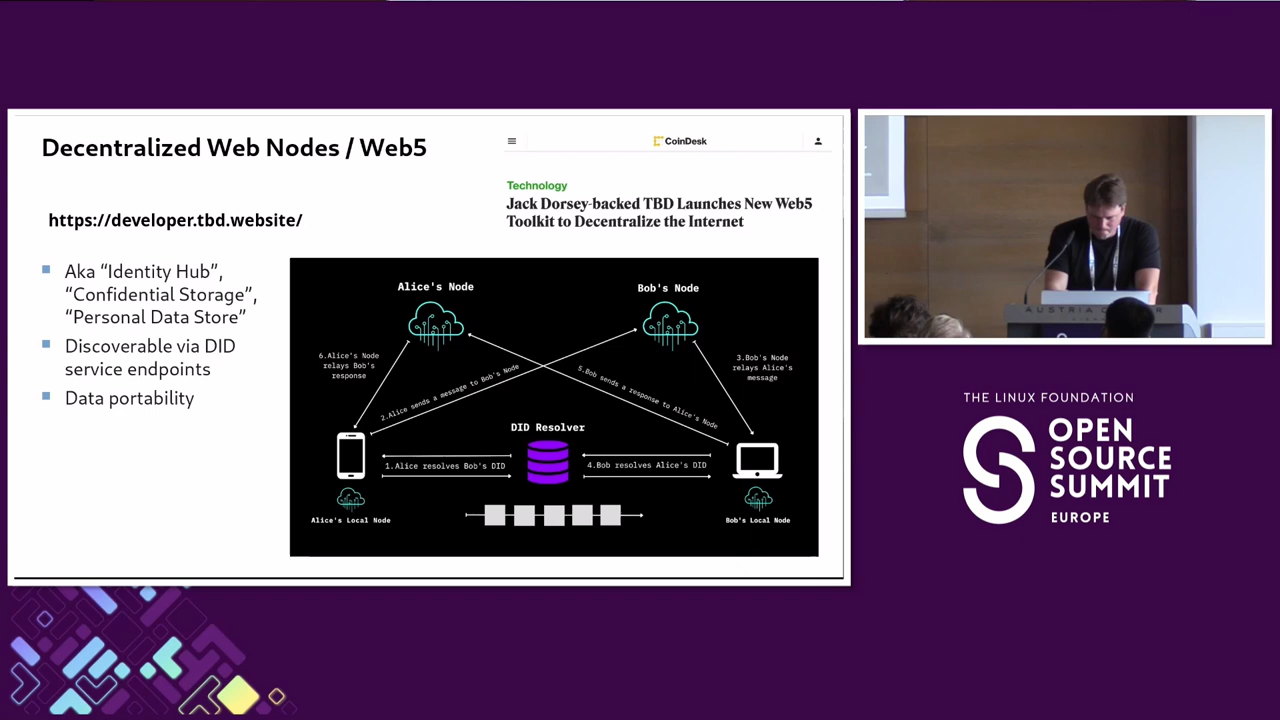 Decentralized Web Nodes / Web5
https://developer.tbd.website/
Aka “Identity Hub”,
“Confidential Storage”,
“Personal Data Store”
Discoverable via DID
service endpoints
Data portability
CoinDesk
Technology
Jack Dorsey-backed TBD Launches New Web5
Toolkit to Decentralize the Internet
Alice's Node
Bob's Node
6.Alice's Node
relays Bob's
response
2.Alice sends a message to Bob's Node
5.Bob sends a response to Alice's Node
3.Bob's Node
relays Alice's
message
DID Resolver
1.Alice resolves Bob's DID
4.Bob resolves Alice's DID
Alice's Local Node
Bob's Local Node
AUSTRIA
THE LINUX FOUNDATION
OPEN
SOURCE
SUMMIT
EUROPE